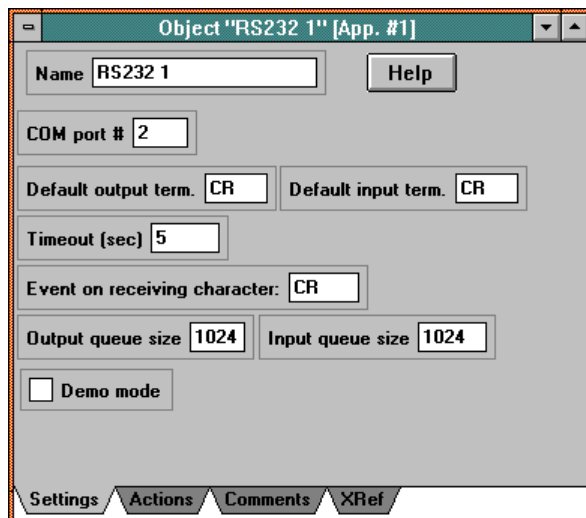 Object "RS232 1" [App. #1]
Name RS232 1 Help
COM port # 2
Default output term. CR Default input term. CR
Timeout (sec) 5
Event on receiving character: CR
Output queue size 1024 Input queue size 1024
Demo mode
Settings Actions Comments XRef